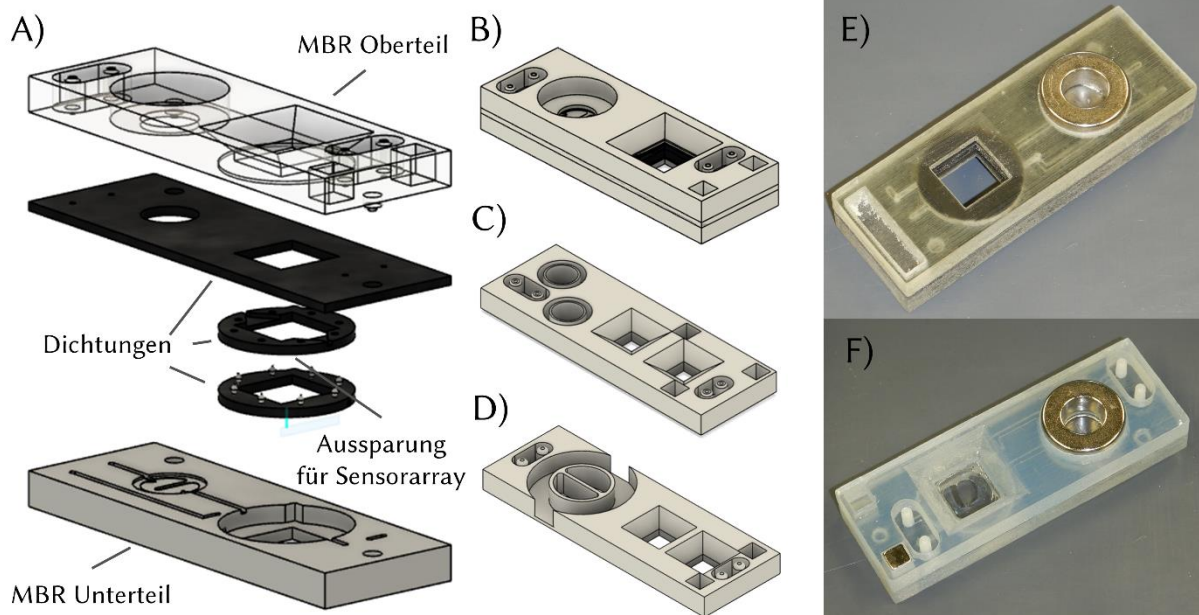 A)
MBR Oberteil
Dichtungen
Aussparung
für Sensorarray
MBR Unterteil
B)
C)
D)
E)
F)